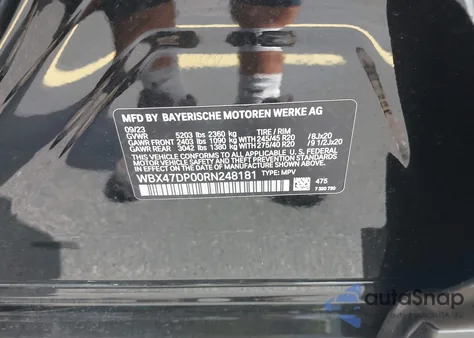 MFD BY BAYERISCHE MOTOREN WERKE AG
09/23
GVWR 5203 lbs 2360 kg TIRE / RIM
GAWR FRONT 2403 lbs 1090 kg WITH 245/45 R20 / 8Jx20
GAWR REAR 3042 lbs 1380 kg WITH 275/40 R20 / 9 1/2Jx20
THIS VEHICLE CONFORMS TO ALL APPLICABLE FEDERAL
MOTOR VEHICLE SAFETY AND THEFT PREVENTION STANDARDS
IN EFFECT ON THE DATE OF MANUFACTURE SHOWN ABOVE
WBX47DP00RN248181 TYPE: MPV
475
autoSnap